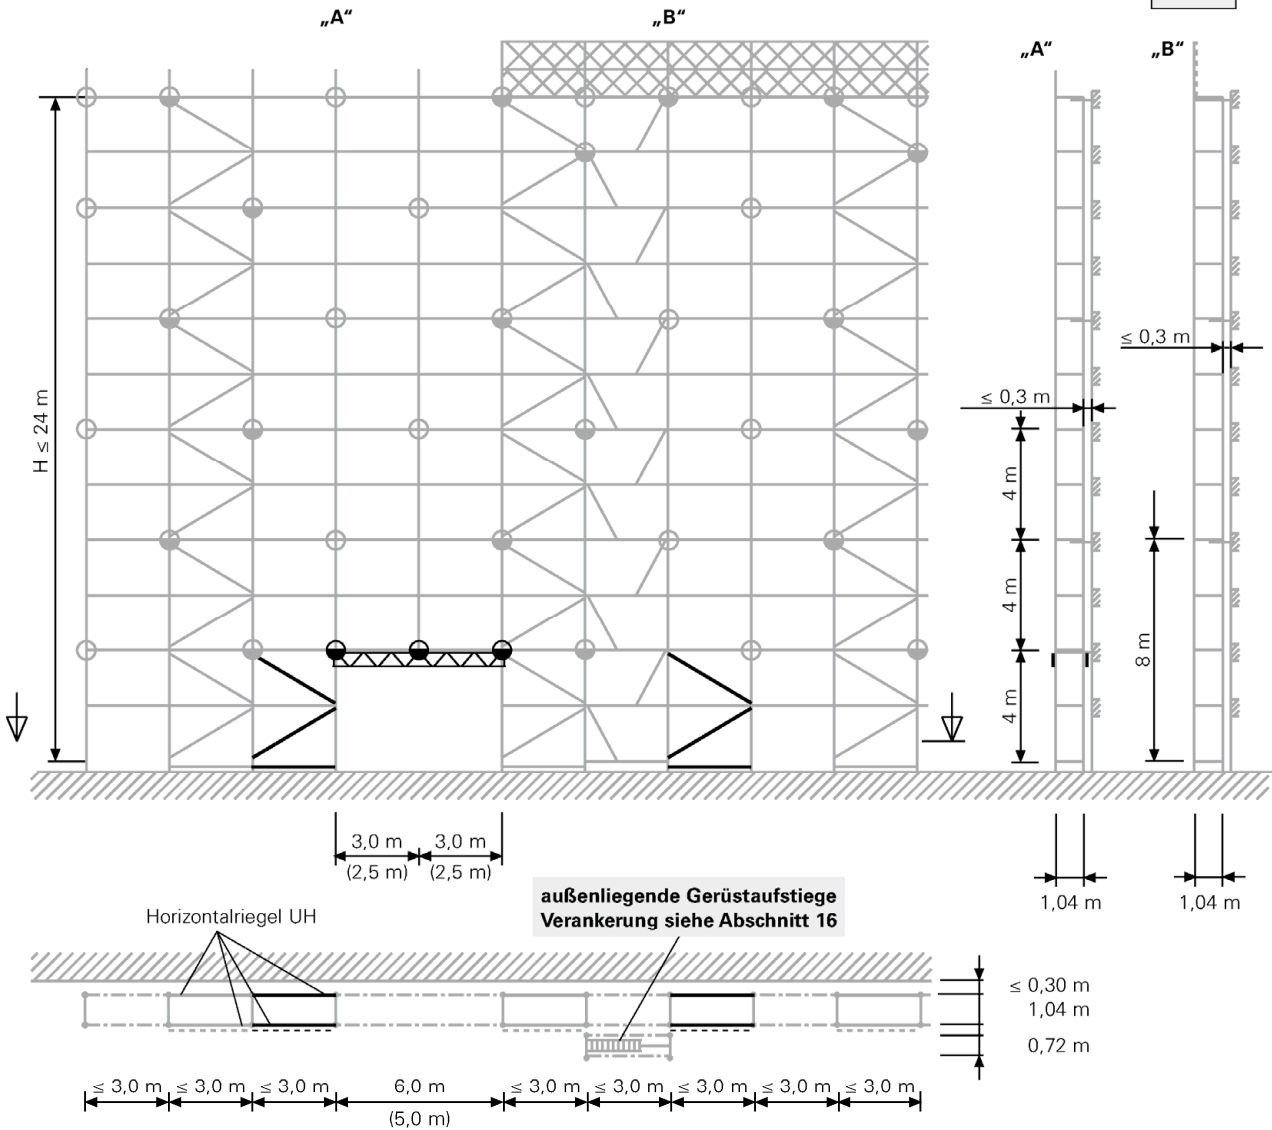 „A“
„B“
„A“
„B“
H ≤ 24 m
≤ 0,3 m
≤ 0,3 m
4 m
4 m
4 m
8 m
3,0 m
3,0 m
(2,5 m)
(2,5 m)
1,04 m
1,04 m
Horizontalriegel UH
außenliegende Gerüstaufstiege
Verankerung siehe Abschnitt 16
≤ 0,30 m
1,04 m
0,72 m
≤ 3,0 m
≤ 3,0 m
≤ 3,0 m
6,0 m
≤ 3,0 m
≤ 3,0 m
≤ 3,0 m
≤ 3,0 m
≤ 3,0 m
(5,0 m)